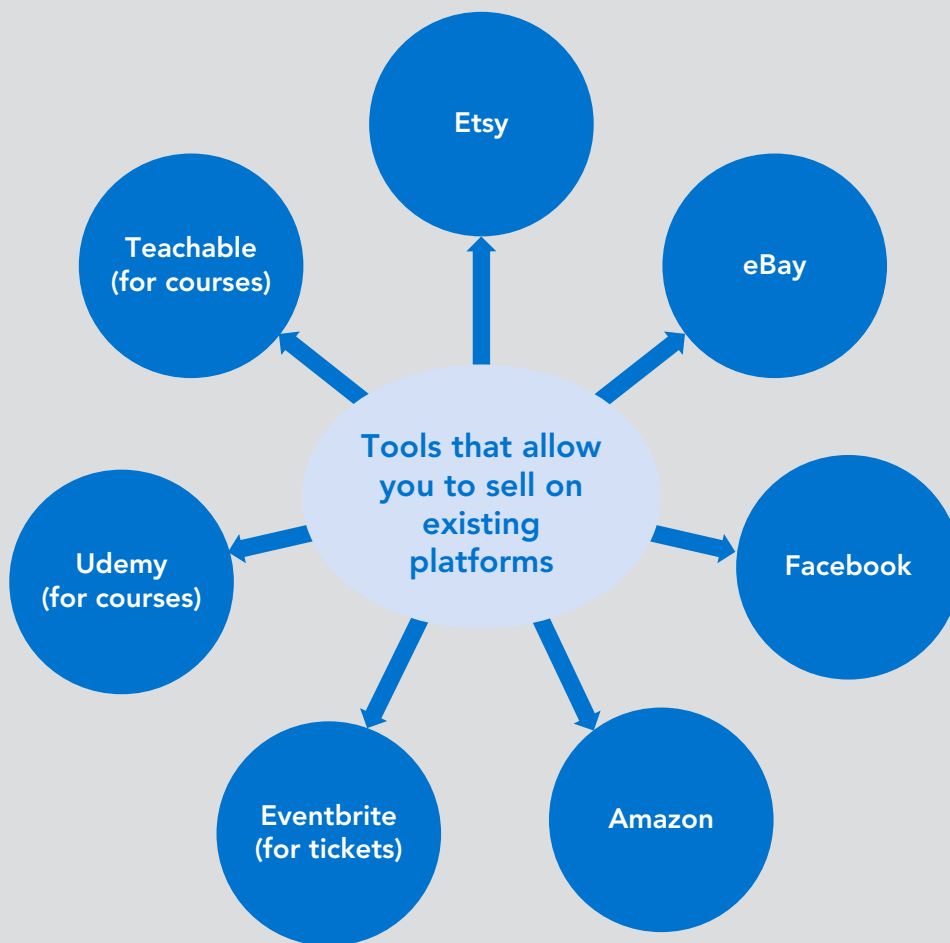 Etsy
eBay
Facebook
Amazon
Eventbrite
(for tickets)
Udemy
(for courses)
Teachable
(for courses)
Tools that allow
you to sell on
existing
platforms